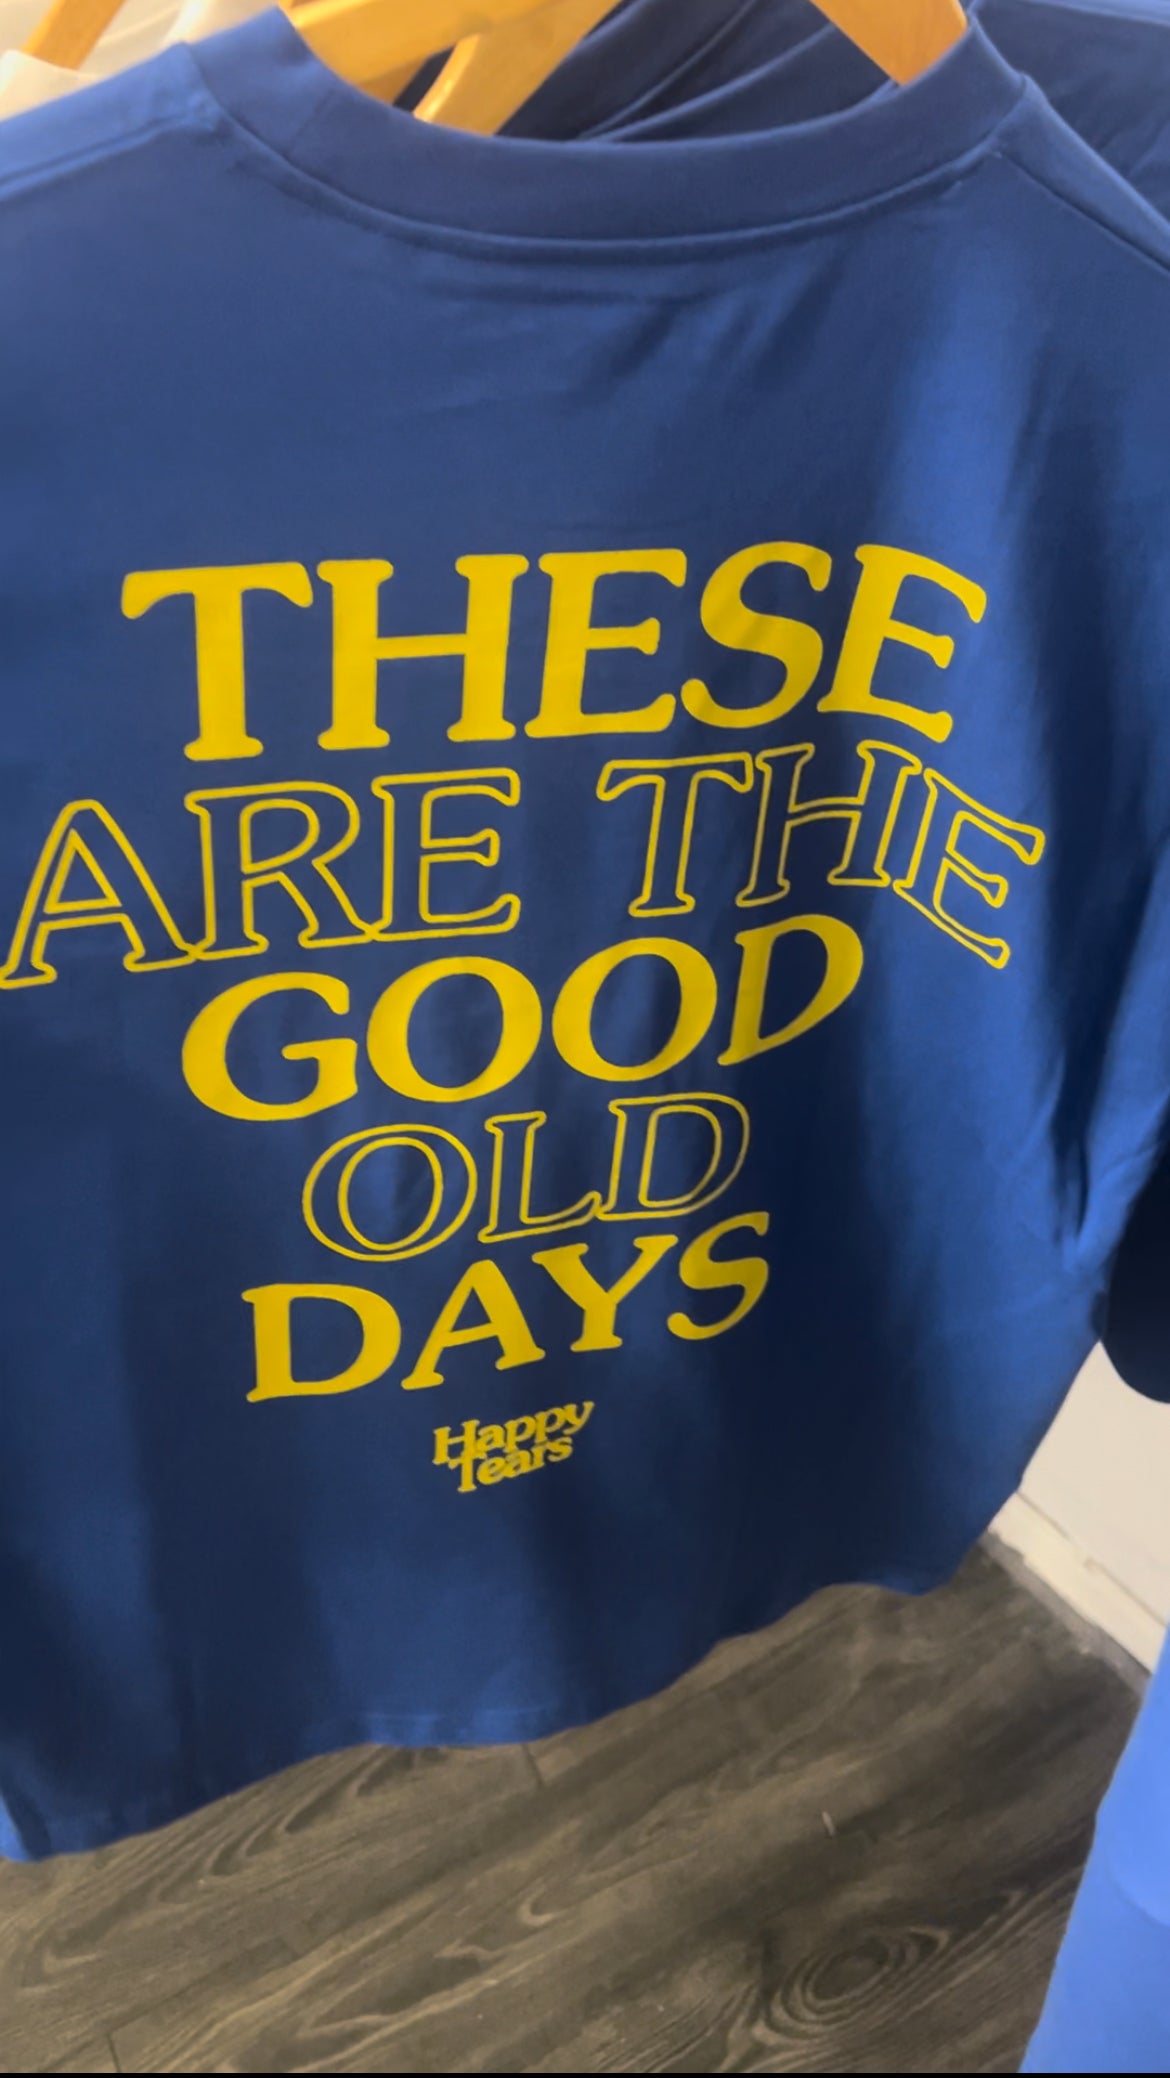 THESE
ARE THE
GOOD
OLD
DAYS
Happy
Tears